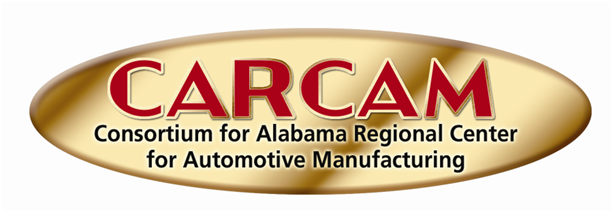 CARCAM
Consortium for Alabama Regional Center
for Automotive Manufacturing